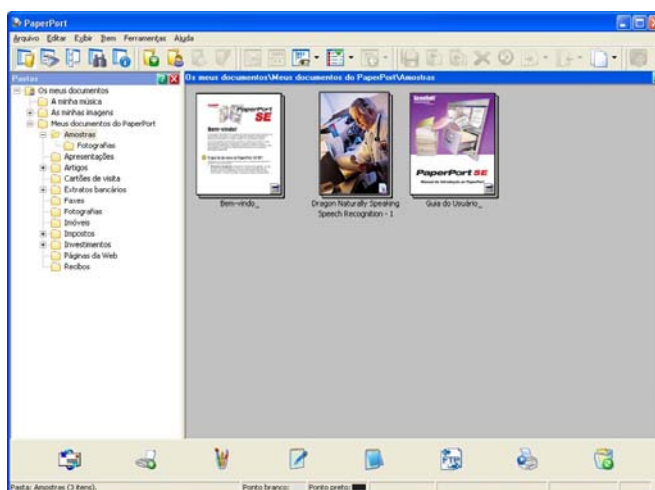 PaperPort
Arquivo Editar Exibir Item Ferramentas Ajuda
Pastas
Os meus documentos\Meus documentos do PaperPort\Amostras
Os meus documentos
A minha música
As minhas imagens
Meus documentos do PaperPort
Amostras
Fotografias
Apresentações
Artigos
Cartões de visita
Extratos bancários
Faxes
Fotografias
Imóveis
Impostos
Investimentos
Páginas da Web
Recibos
PaperPort
SE
Bem-vindo!
PaperPort SE
Bem-vindo_
Dragon Naturally Speaking
Speech Recognition - 1
Guia do Usuário_
FTP
Pasta: Amostras (3 itens).
Ponto branco:
Ponto preto: